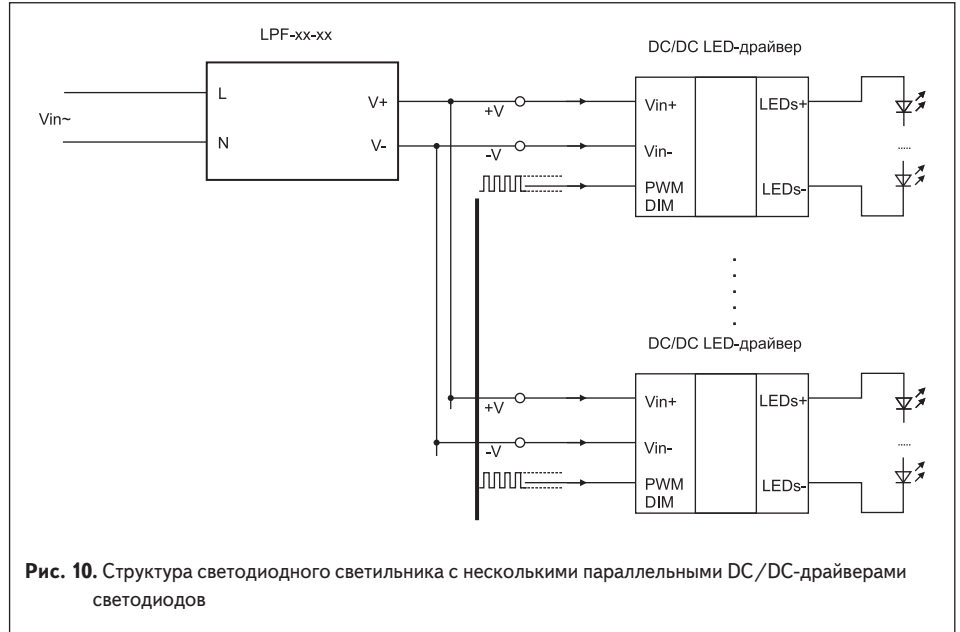 LPF-xx-xx
L
N
V+
V-
Vin~
+V
-V
DC/DC LED-драйвер
Vin+
Vin-
PWM
DIM
LEDs+
LEDs-
DC/DC LED-драйвер
+V
-V
Vin+
Vin-
PWM
DIM
LEDs+
LEDs-
Рис. 10. Структура светодиодного светильника с несколькими параллельными DC/DC-драйверами
светодиодов